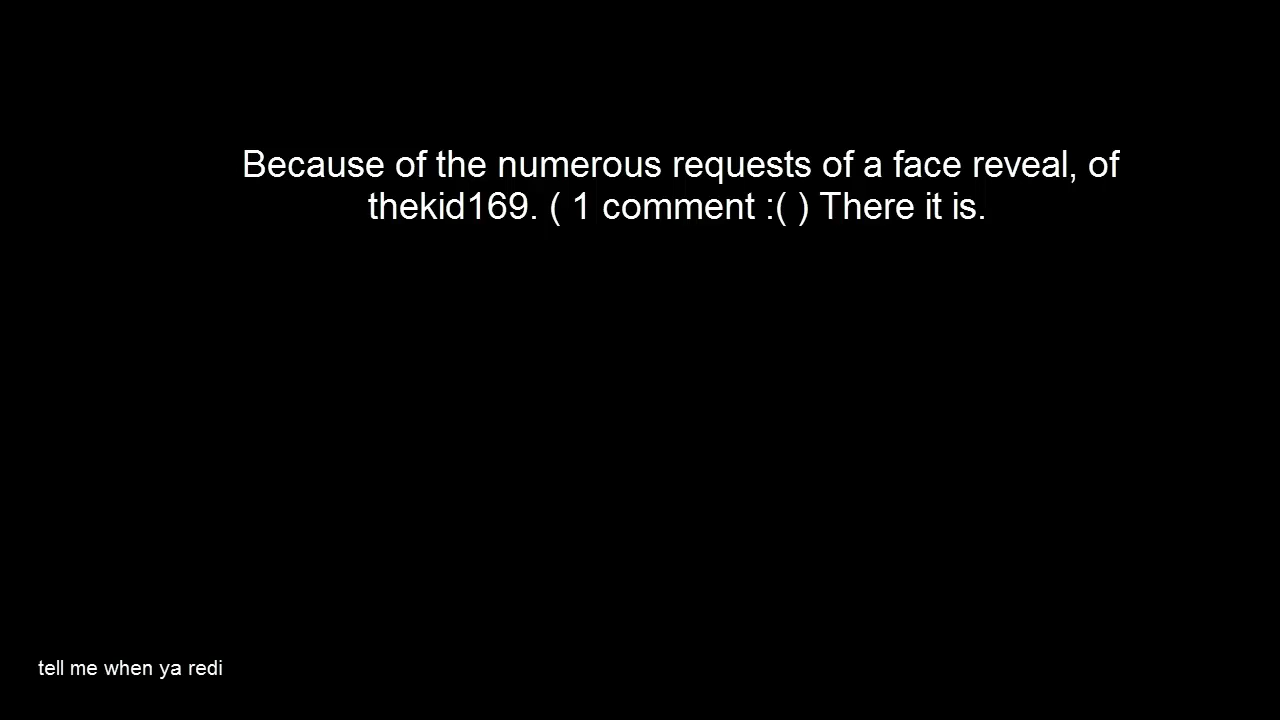 Because of the numerous requests of a face reveal, of
thekid169. ( 1 comment :( ) There it is.
tell me when ya redi